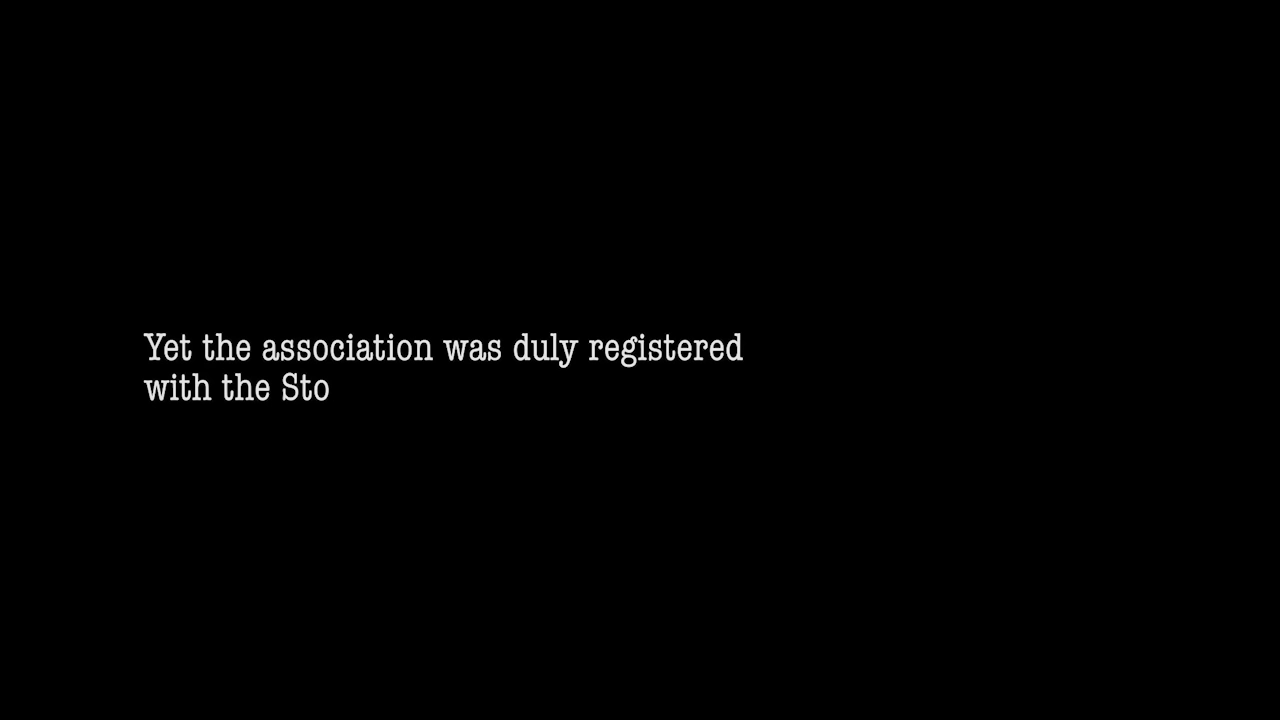 Yet the association was duly registered
with the Sto